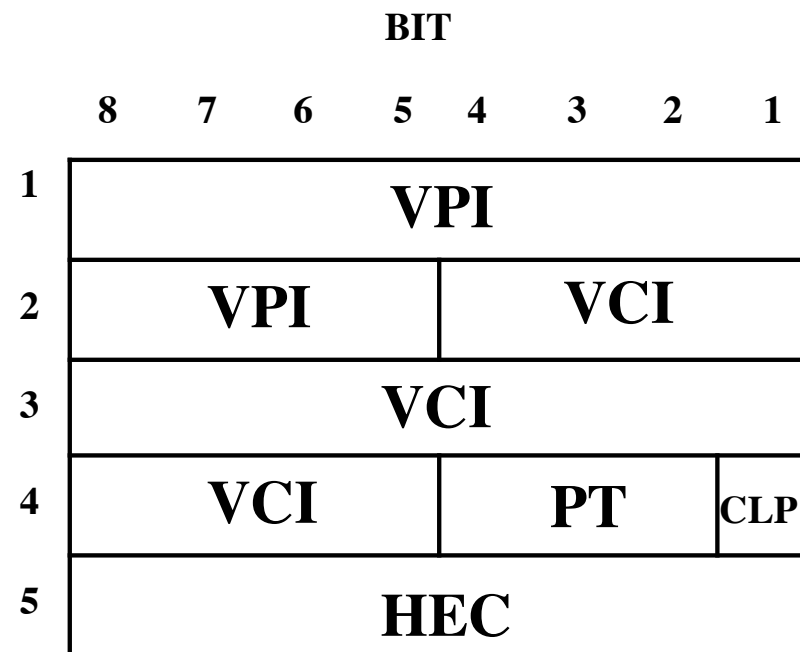 BIT
8 7 6 5 4 3 2 1
1 VPI
2 VPI VCI
3 VCI
4 VCI PT CLP
5 HEC